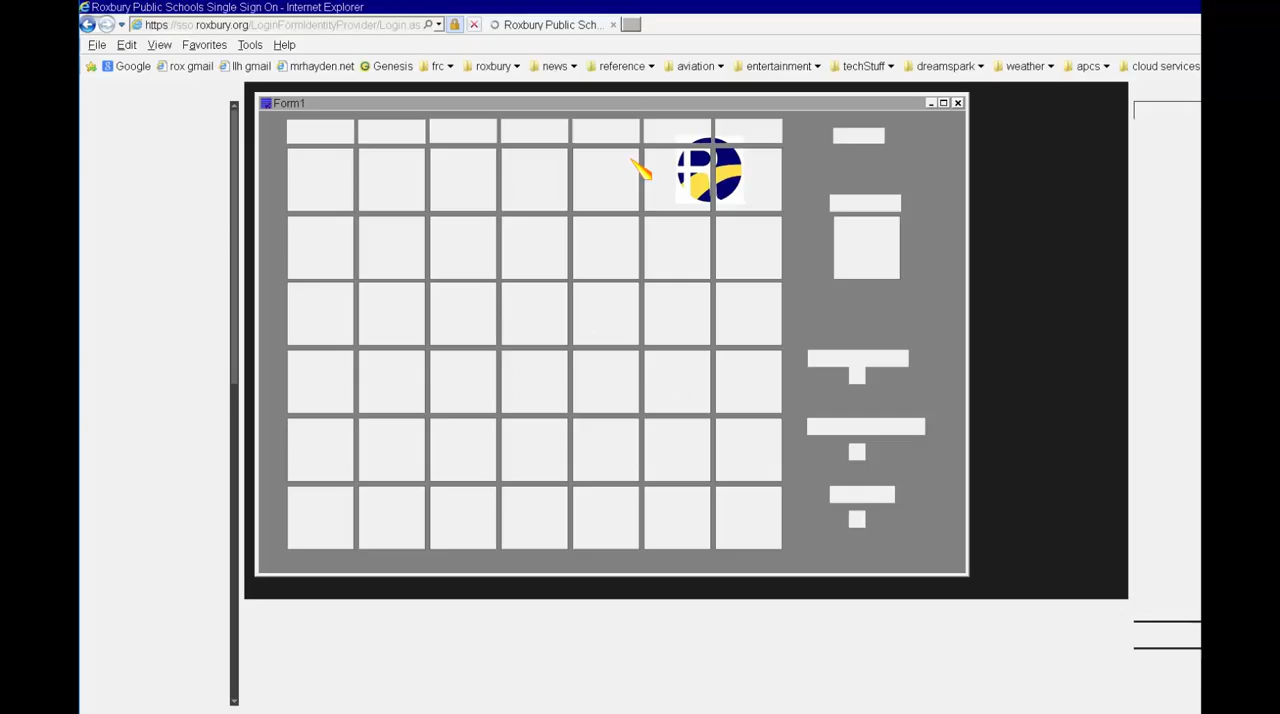 Roxbury Public Schools Single Sign On - Internet Explorer
https://sso.roxbury.org/LoginFormIdentityProvider/Login.as Roxbury Public Sch...
File Edit View Favorites Tools Help
Google rox gmail llh gmail mrhayden.net Genesis frc roxbury news reference aviation entertainment techStuff dreamspark weather apcs cloud services
Form1
R